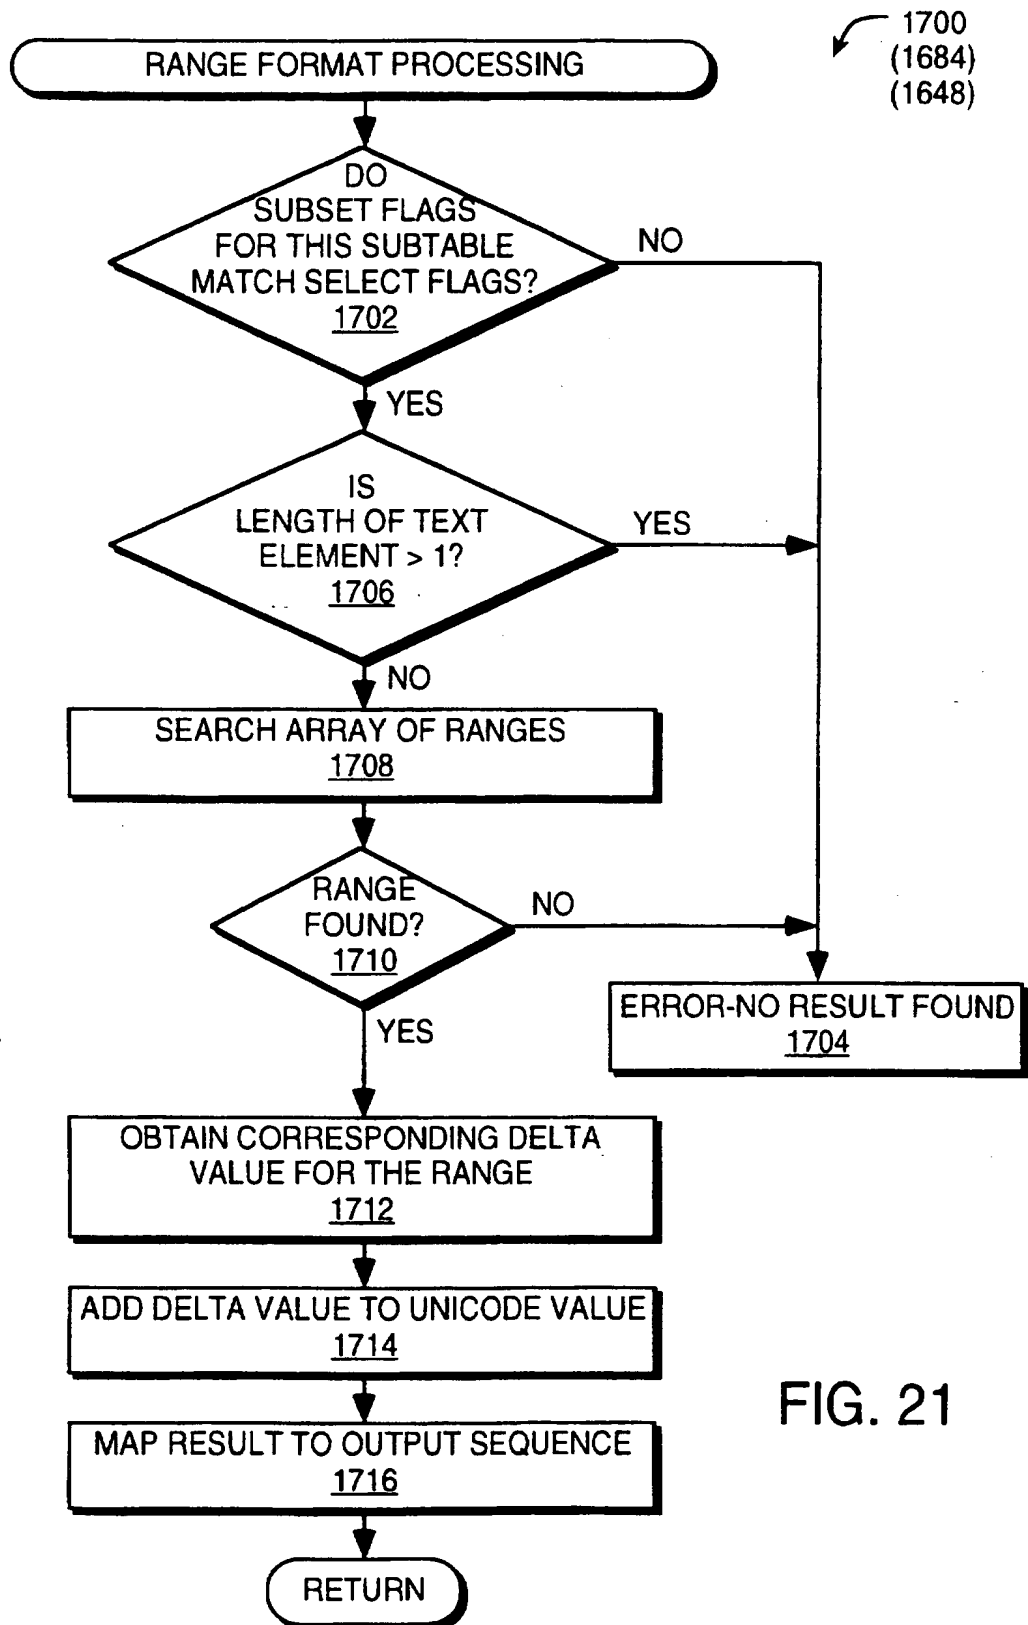 1700
(1684)
(1648)
RANGE FORMAT PROCESSING
DO
SUBSET FLAGS
FOR THIS SUBTABLE
MATCH SELECT FLAGS?
1702
NO
YES
IS
LENGTH OF TEXT
ELEMENT > 1?
1706
YES
NO
SEARCH ARRAY OF RANGES
1708
RANGE
FOUND?
1710
NO
YES
ERROR-NO RESULT FOUND
1704
OBTAIN CORRESPONDING DELTA
VALUE FOR THE RANGE
1712
ADD DELTA VALUE TO UNICODE VALUE
1714
MAP RESULT TO OUTPUT SEQUENCE
1716
RETURN
FIG. 21